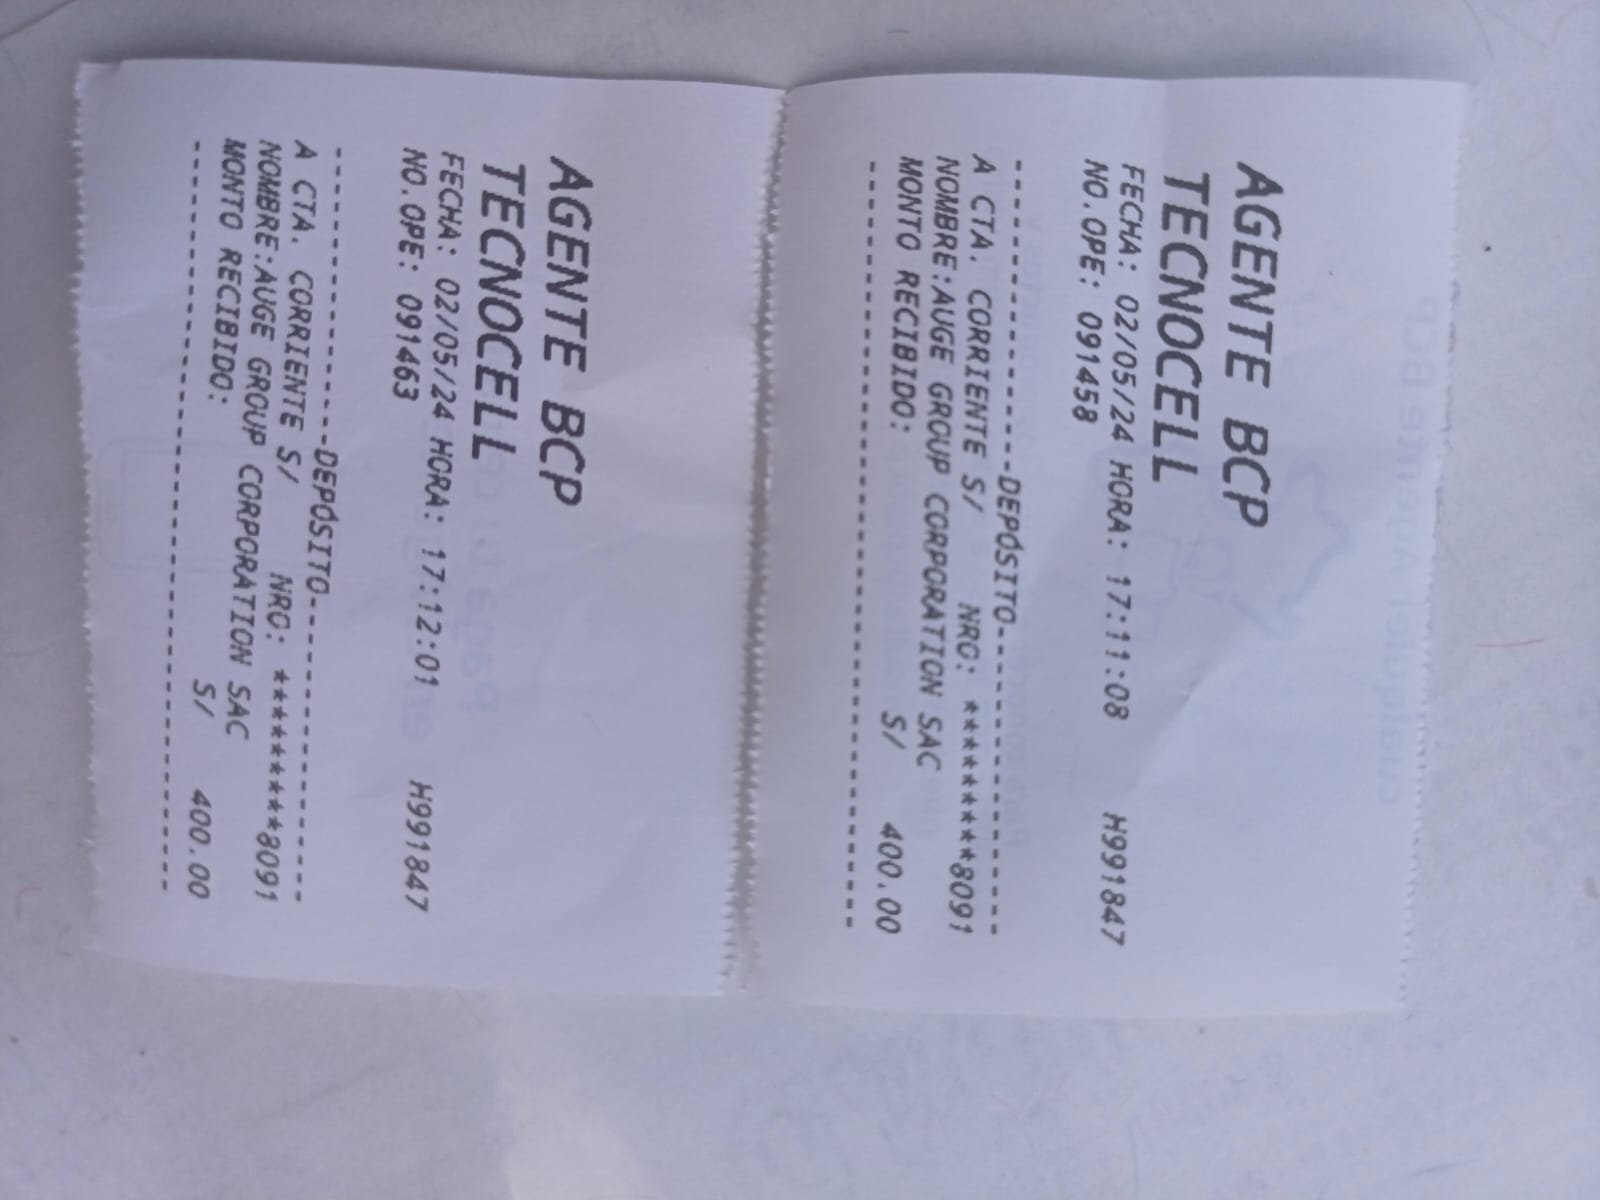 AGENTE BCP
TECNOCELL
FECHA: 02/05/24 HORA: 17:11:08
NO.OPE: 091458 H991847
--------------------DEPÓSITO--------------------
A CTA. CORRIENTE S/ NRO: **********8091
NOMBRE:AUGE GROUP CORPORATION SAC
MONTO RECIBIDO: S/ 400.00
------------------------------------------------
AGENTE BCP
TECNOCELL
FECHA: 02/05/24 HORA: 17:12:01
NO.OPE: 091463 H991847
--------------------DEPÓSITO--------------------
A CTA. CORRIENTE S/ NRO: **********8091
NOMBRE:AUGE GROUP CORPORATION SAC
MONTO RECIBIDO: S/ 400.00
------------------------------------------------